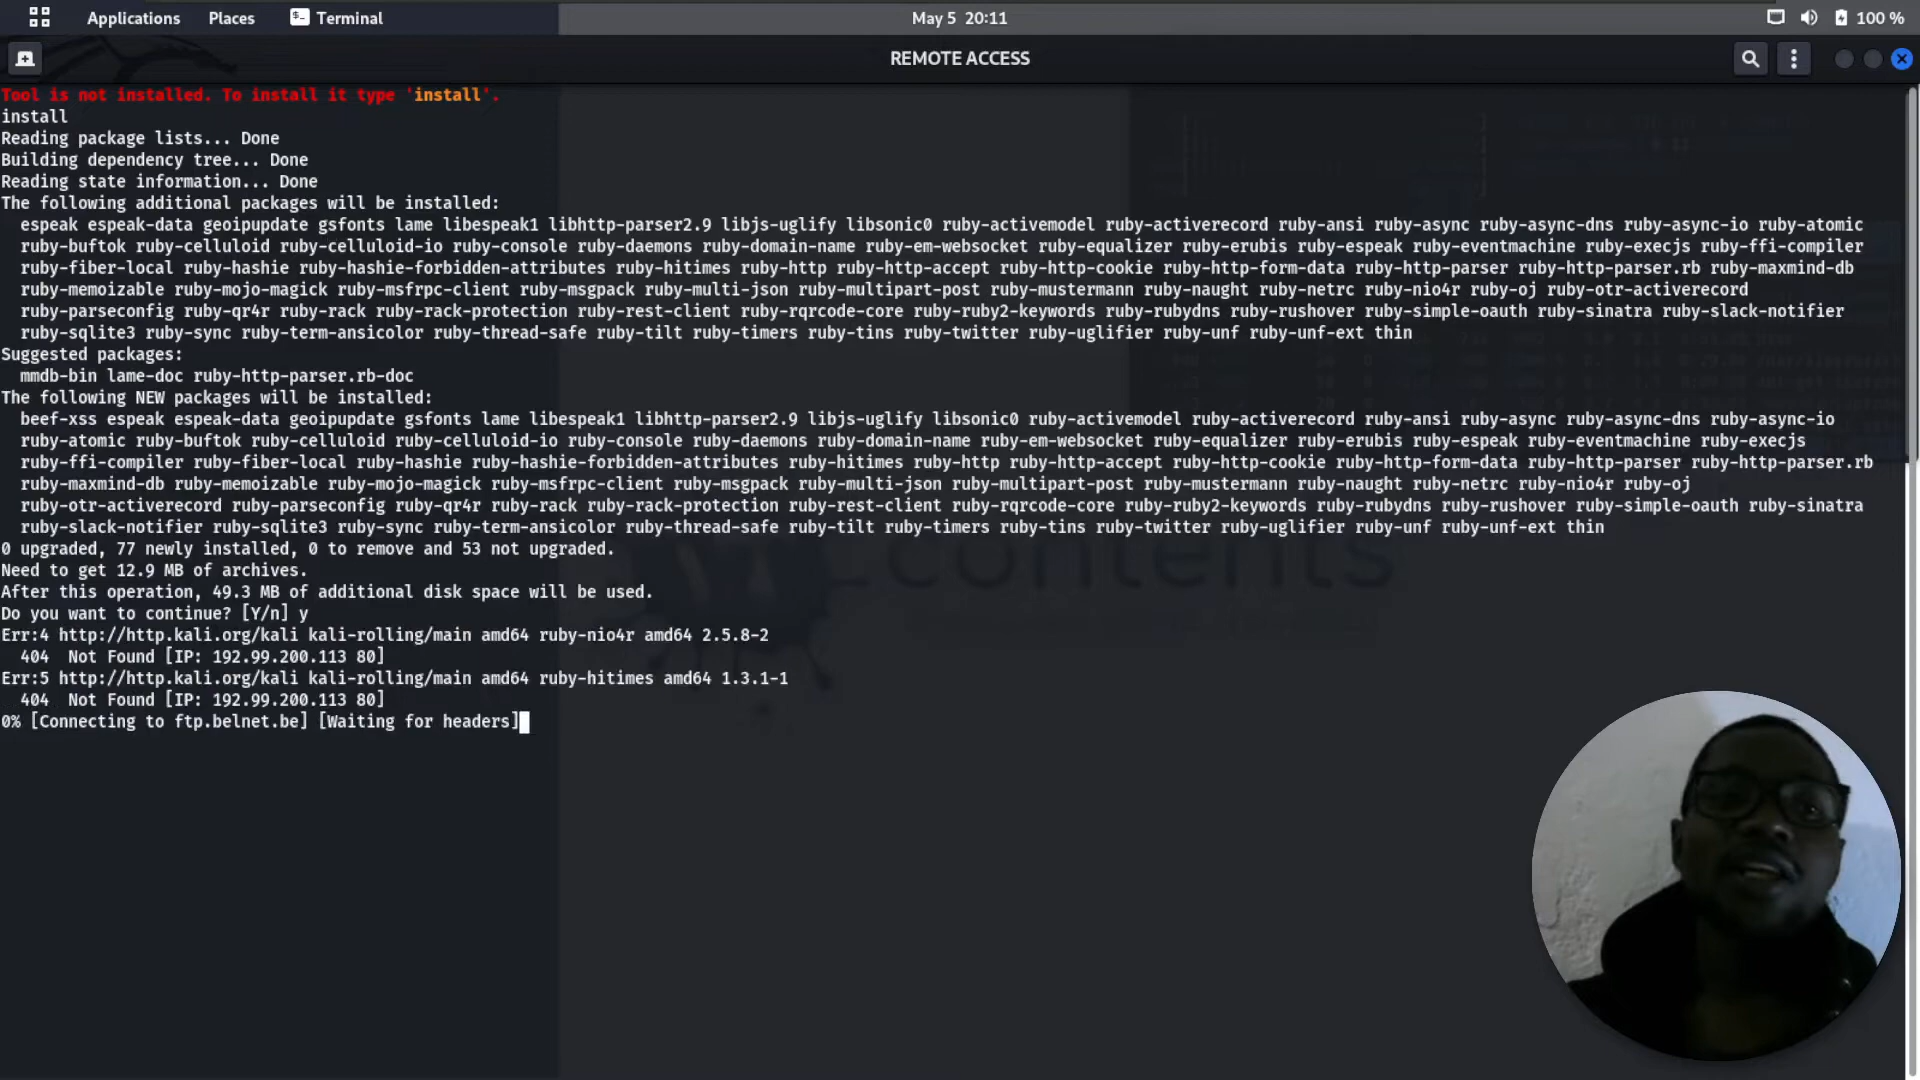 Applications Places Terminal May 5 20:11 100 %
REMOTE ACCESS
Tool is not installed. To install it type 'install'.
install
Reading package lists... Done
Building dependency tree... Done
Reading state information... Done
The following additional packages will be installed:
espeak espeak-data geoipupdate gsfonts lame libespeak1 libhttp-parser2.9 libjs-uglify libsonic0 ruby-activemodel ruby-activerecord ruby-ansi ruby-async ruby-async-dns ruby-async-io ruby-atomic
ruby-buftok ruby-celluloid ruby-celluloid-io ruby-console ruby-daemons ruby-domain-name ruby-em-websocket ruby-equalizer ruby-erubis ruby-espeak ruby-eventmachine ruby-execjs ruby-ffi-compiler
ruby-fiber-local ruby-hashie ruby-hashie-forbidden-attributes ruby-hitimes ruby-http ruby-http-accept ruby-http-cookie ruby-http-form-data ruby-http-parser ruby-http-parser.rb ruby-maxmind-db
ruby-memoizable ruby-mojo-magick ruby-msfrpc-client ruby-msgpack ruby-multi-json ruby-multipart-post ruby-mustermann ruby-naught ruby-netrc ruby-nio4r ruby-oj ruby-otr-activerecord
ruby-parseconfig ruby-qr4r ruby-rack ruby-rack-protection ruby-rest-client ruby-rqrcode-core ruby-ruby2-keywords ruby-rubydns ruby-rushover ruby-simple-oauth ruby-sinatra ruby-slack-notifier
ruby-sqlite3 ruby-sync ruby-term-ansicolor ruby-thread-safe ruby-tilt ruby-timers ruby-tins ruby-twitter ruby-uglifier ruby-unf ruby-unf-ext thin
Suggested packages:
mmdb-bin lame-doc ruby-http-parser.rb-doc
The following NEW packages will be installed:
beef-xss espeak espeak-data geoipupdate gsfonts lame libespeak1 libhttp-parser2.9 libjs-uglify libsonic0 ruby-activemodel ruby-activerecord ruby-ansi ruby-async ruby-async-dns ruby-async-io
ruby-atomic ruby-buftok ruby-celluloid ruby-celluloid-io ruby-console ruby-daemons ruby-domain-name ruby-em-websocket ruby-equalizer ruby-erubis ruby-espeak ruby-eventmachine ruby-execjs
ruby-ffi-compiler ruby-fiber-local ruby-hashie ruby-hashie-forbidden-attributes ruby-hitimes ruby-http ruby-http-accept ruby-http-cookie ruby-http-form-data ruby-http-parser ruby-http-parser.rb
ruby-maxmind-db ruby-memoizable ruby-mojo-magick ruby-msfrpc-client ruby-msgpack ruby-multi-json ruby-multipart-post ruby-mustermann ruby-naught ruby-netrc ruby-nio4r ruby-oj
ruby-otr-activerecord ruby-parseconfig ruby-qr4r ruby-rack ruby-rack-protection ruby-rest-client ruby-rqrcode-core ruby-ruby2-keywords ruby-rubydns ruby-rushover ruby-simple-oauth ruby-sinatra
ruby-slack-notifier ruby-sqlite3 ruby-sync ruby-term-ansicolor ruby-thread-safe ruby-tilt ruby-timers ruby-tins ruby-twitter ruby-uglifier ruby-unf ruby-unf-ext thin
0 upgraded, 77 newly installed, 0 to remove and 53 not upgraded.
Need to get 12.9 MB of archives.
After this operation, 49.3 MB of additional disk space will be used.
Do you want to continue? [Y/n] y
Err:4 http://http.kali.org/kali kali-rolling/main amd64 ruby-nio4r amd64 2.5.8-2
404 Not Found [IP: 192.99.200.113 80]
Err:5 http://http.kali.org/kali kali-rolling/main amd64 ruby-hitimes amd64 1.3.1-1
404 Not Found [IP: 192.99.200.113 80]
0% [Connecting to ftp.belnet.be] [Waiting for headers]
contents